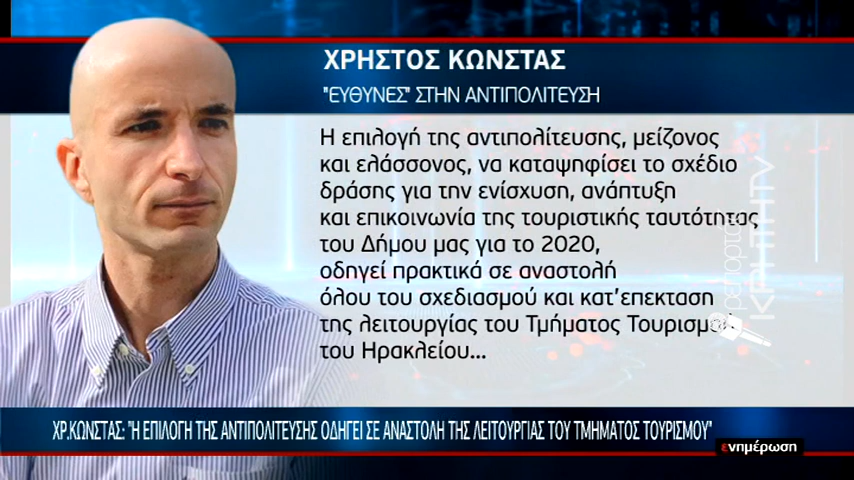 ΧΡΗΣΤΟΣ ΚΩΝΣΤΑΣ
"ΕΥΘΥΝΕΣ" ΣΤΗΝ ΑΝΤΙΠΟΛΙΤΕΥΣΗ
Η επιλογή της αντιπολίτευσης, μείζονος
και ελάσσονος, να καταψηφίσει το σχέδιο
δράσης για την ενίσχυση, ανάπτυξη
και επικοινωνία της τουριστικής ταυτότητας
του Δήμου μας για το 2020,
οδηγεί πρακτικά σε αναστολή
όλου του σχεδιασμού και κατ'επεκταση
της λειτουργίας του Τμήματος Τουρισμού
του Ηρακλείου...
ρεπορτάζ
ΚΡΗΤΗTV
ΧΡ.ΚΩΝΣΤΑΣ: "Η ΕΠΙΛΟΓΗ ΤΗΣ ΑΝΤΙΠΟΛΙΤΕΥΣΗΣ ΟΔΗΓΕΙ ΣΕ ΑΝΑΣΤΟΛΗ ΤΗΣ ΛΕΙΤΟΥΡΓΙΑΣ ΤΟΥ ΤΜΗΜΑΤΟΣ ΤΟΥΡΙΣΜΟΥ"
ενημέρωση